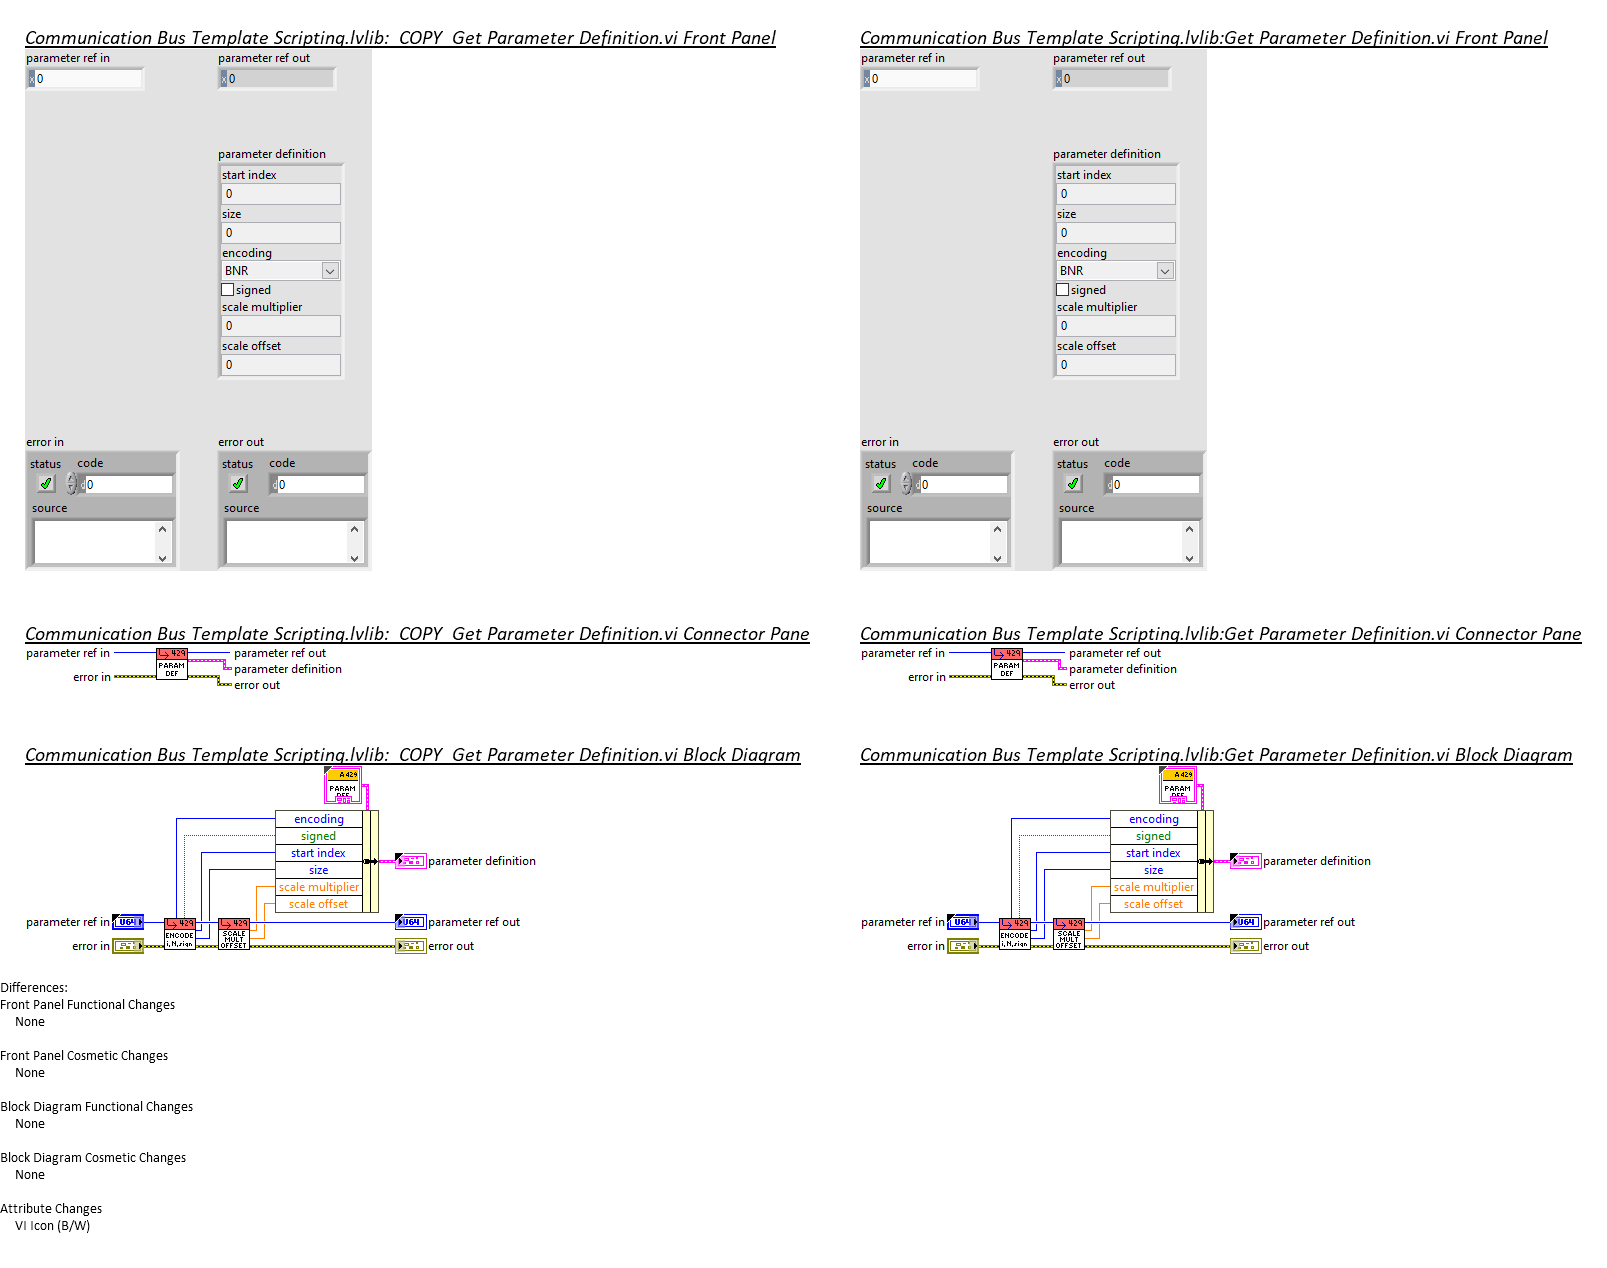 Communication Bus Template Scripting.lvlib:_COPY_Get Parameter Definition.vi Front Panel
parameter ref in
parameter ref out
x 0
x 0
parameter definition
start index
0
size
0
encoding
BNR
signed
scale multiplier
0
scale offset
0
error in
error out
status code
status code
d 0
d 0
source
source
Communication Bus Template Scripting.lvlib:Get Parameter Definition.vi Front Panel
parameter ref in
parameter ref out
x 0
x 0
parameter definition
start index
0
size
0
encoding
BNR
signed
scale multiplier
0
scale offset
0
error in
error out
status code
status code
d 0
d 0
source
source
Communication Bus Template Scripting.lvlib:_COPY_Get Parameter Definition.vi Connector Pane
parameter ref in
429
parameter ref out
PARAM
DEF
parameter definition
error in
error out
Communication Bus Template Scripting.lvlib:Get Parameter Definition.vi Connector Pane
parameter ref in
429
parameter ref out
PARAM
DEF
parameter definition
error in
error out
Communication Bus Template Scripting.lvlib:_COPY_Get Parameter Definition.vi Block Diagram
A429
PARAM
encoding
signed
start index
size
scale multiplier
scale offset
parameter definition
parameter ref in
U64
429
ENCODE
i,N,sign
429
SCALE
MULT
OFFSET
U64
parameter ref out
error in
error out
Communication Bus Template Scripting.lvlib:Get Parameter Definition.vi Block Diagram
A429
PARAM
encoding
signed
start index
size
scale multiplier
scale offset
parameter definition
parameter ref in
U64
429
ENCODE
i,N,sign
429
SCALE
MULT
OFFSET
U64
parameter ref out
error in
error out
Differences:
Front Panel Functional Changes
None
Front Panel Cosmetic Changes
None
Block Diagram Functional Changes
None
Block Diagram Cosmetic Changes
None
Attribute Changes
VI Icon (B/W)